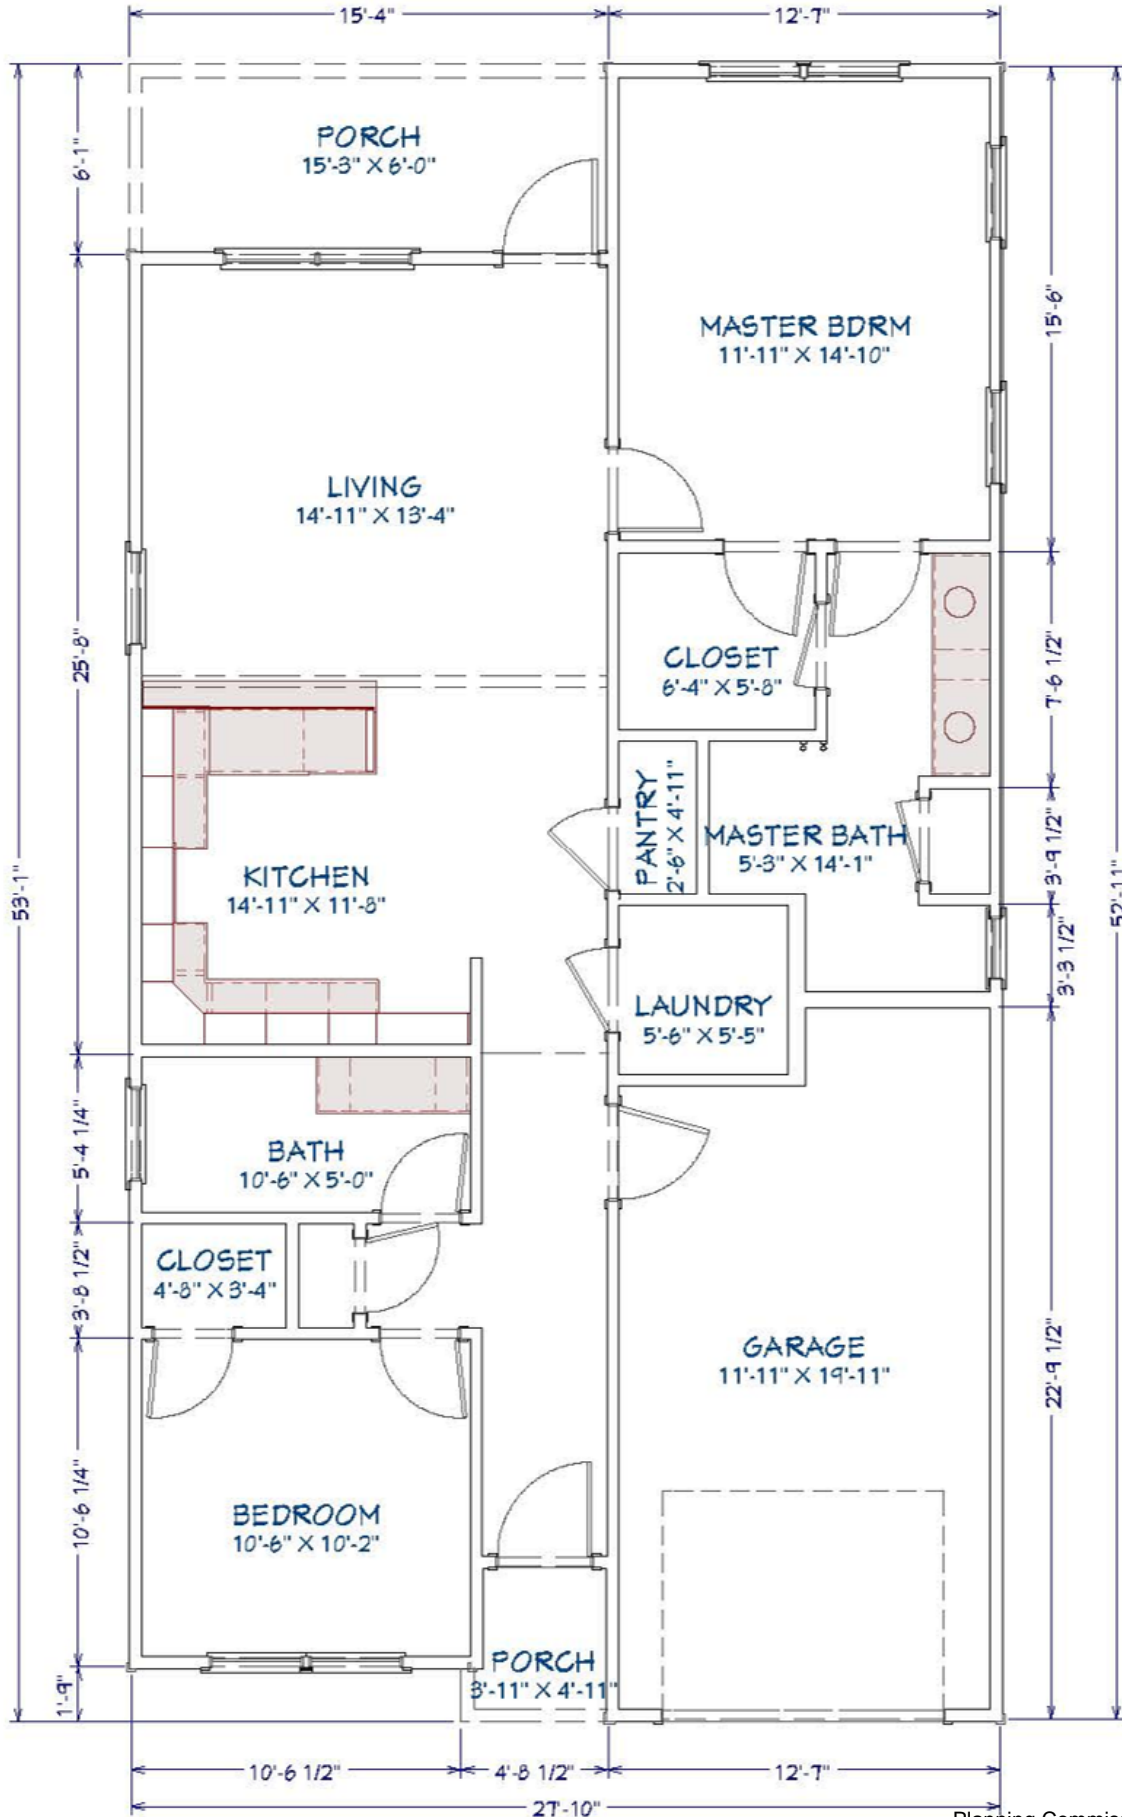 15'-4"
12'-7"
PORCH
15'-3" X 6'-0"
6'-1"
MASTER BDRM
11'-11" X 14'-10"
15'-6"
LIVING
14'-11" X 13'-4"
25'-8"
CLOSET
6'-4" X 5'-8"
7'-6 1/2"
PANTRY
2'-6" X 4'-11"
MASTER BATH
5'-3" X 14'-1"
3'-9 1/2"
KITCHEN
14'-11" X 11'-8"
53'-1"
52'-11"
3'-3 1/2"
LAUNDRY
5'-6" X 5'-5"
BATH
10'-6" X 5'-0"
5'-4 1/4"
CLOSET
4'-8" X 3'-4"
3'-8 1/2"
GARAGE
11'-11" X 19'-11"
22'-9 1/2"
BEDROOM
10'-6" X 10'-2"
10'-6 1/4"
PORCH
3'-11" X 4'-11"
1'-9"
10'-6 1/2"
4'-8 1/2"
12'-7"
27'-10"